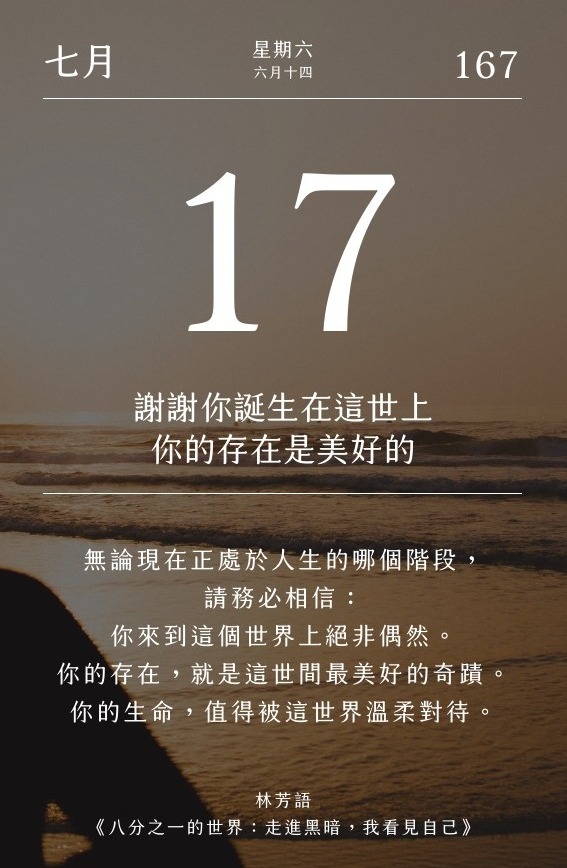 七月
星期六
六月十四
167
17
謝謝你誕生在這世上
你的存在是美好的
無論現在正處於人生的哪個階段，
請務必相信：
你來到這個世界上絕非偶然。
你的存在，就是這世間最美好的奇蹟。
你的生命，值得被這世界溫柔對待。
林芳語
《八分之一的世界：走進黑暗，我看見自己》